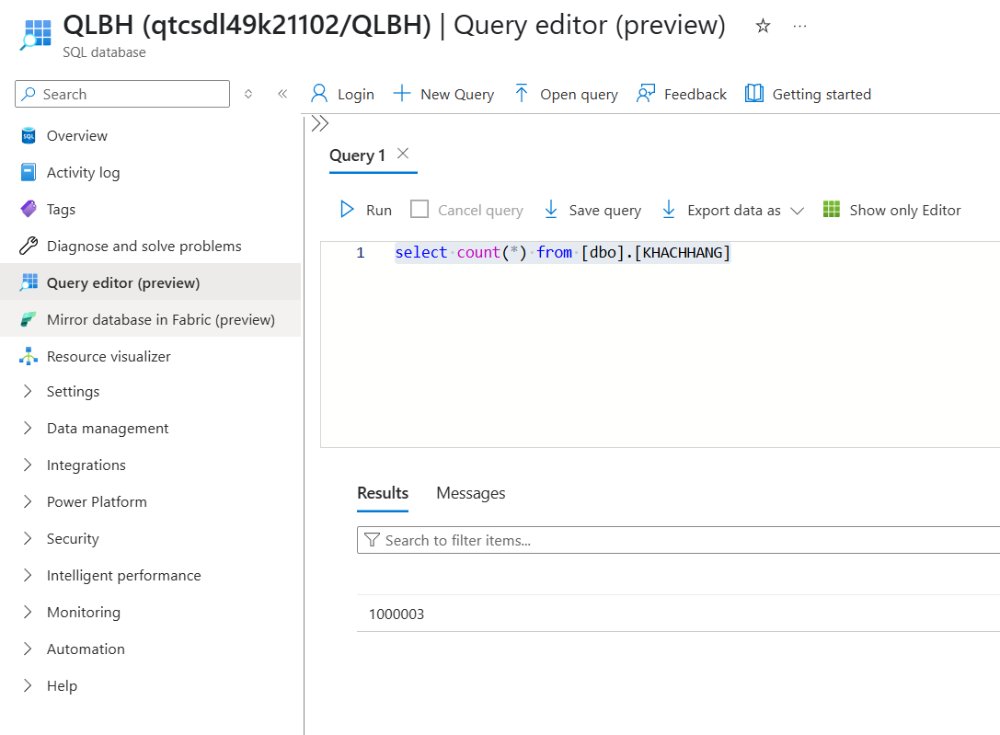 QLBH (qtcsdl49k21102/QLBH) | Query editor (preview) ☆ ...
SQL database
Search
Login
New Query
Open query
Feedback
Getting started
Overview
Activity log
Tags
Diagnose and solve problems
Query editor (preview)
Mirror database in Fabric (preview)
Resource visualizer
Settings
Data management
Integrations
Power Platform
Security
Intelligent performance
Monitoring
Automation
Help
Query 1
Run
Cancel query
Save query
Export data as
Show only Editor
1 select count(*) from [dbo].[KHACHHANG]
Results Messages
Search to filter items...
1000003